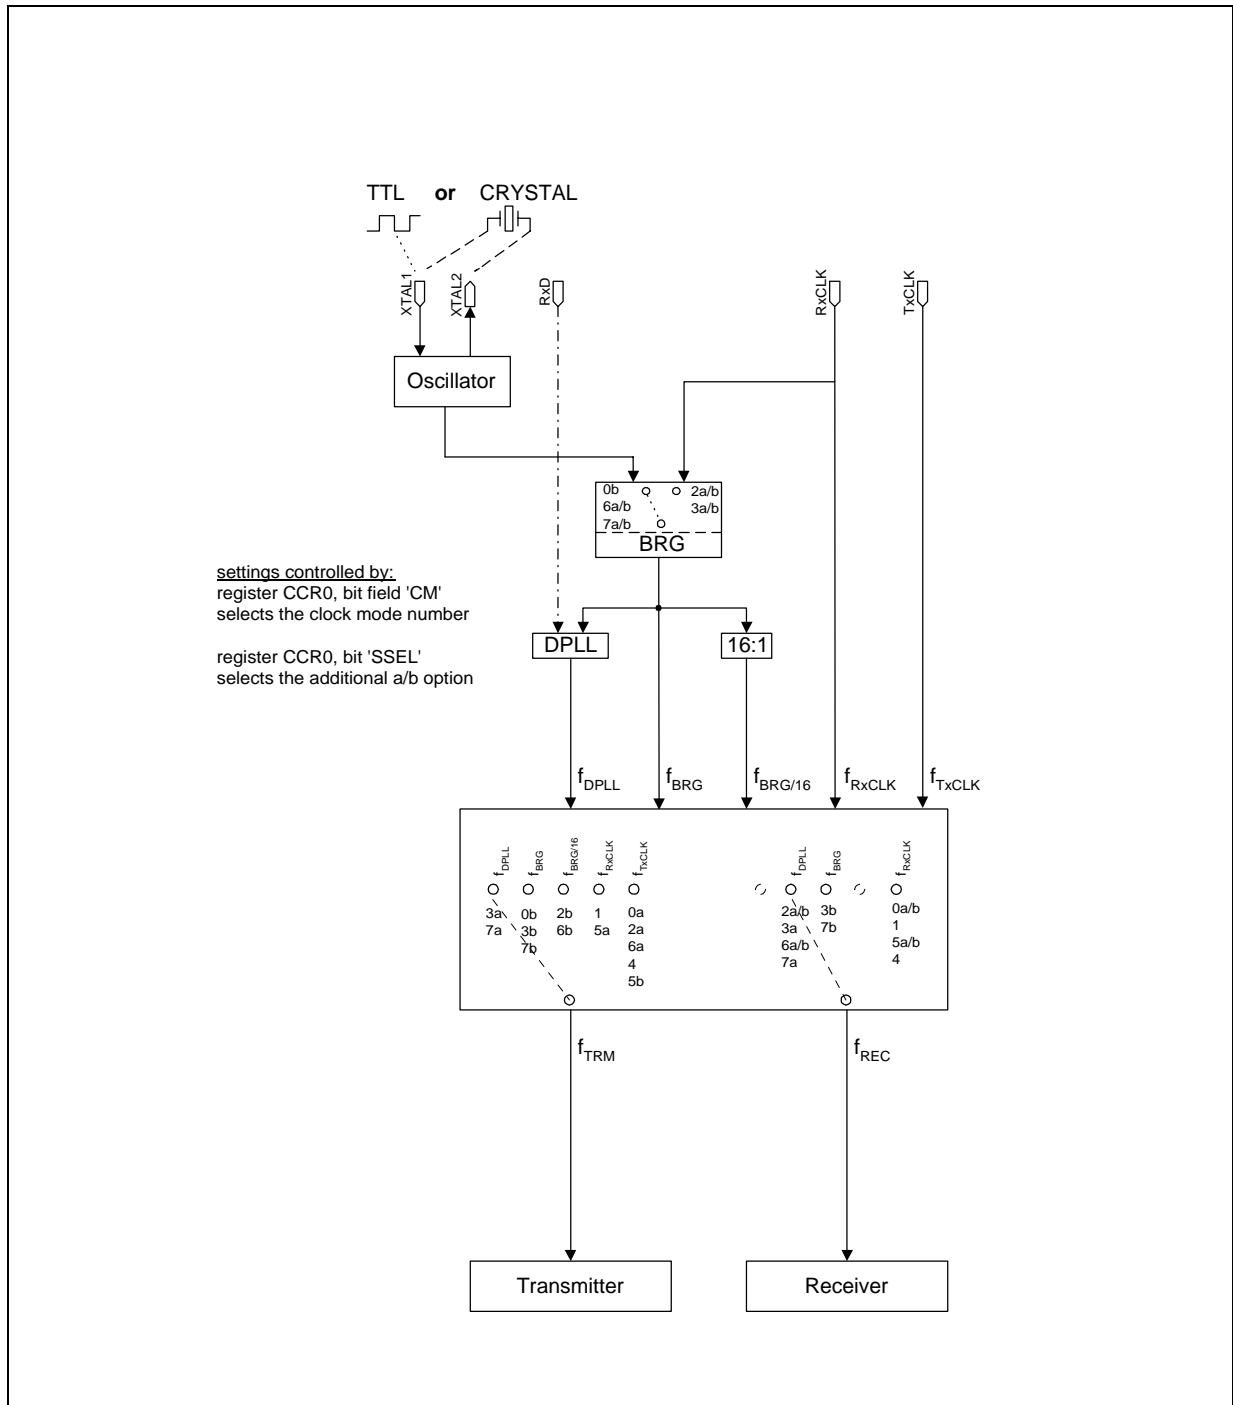 TTL or CRYSTAL
XTAL1
XTAL2
RxD
RxCLK
TxCLK
Oscillator
0b
6a/b
7a/b
2a/b
3a/b
BRG
settings controlled by:
register CCR0, bit field 'CM'
selects the clock mode number
register CCR0, bit 'SSEL'
selects the additional a/b option
DPLL
16:1
fDPLL
fBRG
fBRG/16
fRxCLK
fTxCLK
fDPLL
fBRG
fBRG/16
fRxCLK
fTxCLK
3a
7a
0b
3b
7b
2b
6b
1
5a
0a
2a
6a
4
5b
fDPLL
fBRG
fRxCLK
2a/b
3a
6a/b
7a
3b
7b
0a/b
1
5a/b
4
fTRM
fREC
Transmitter
Receiver